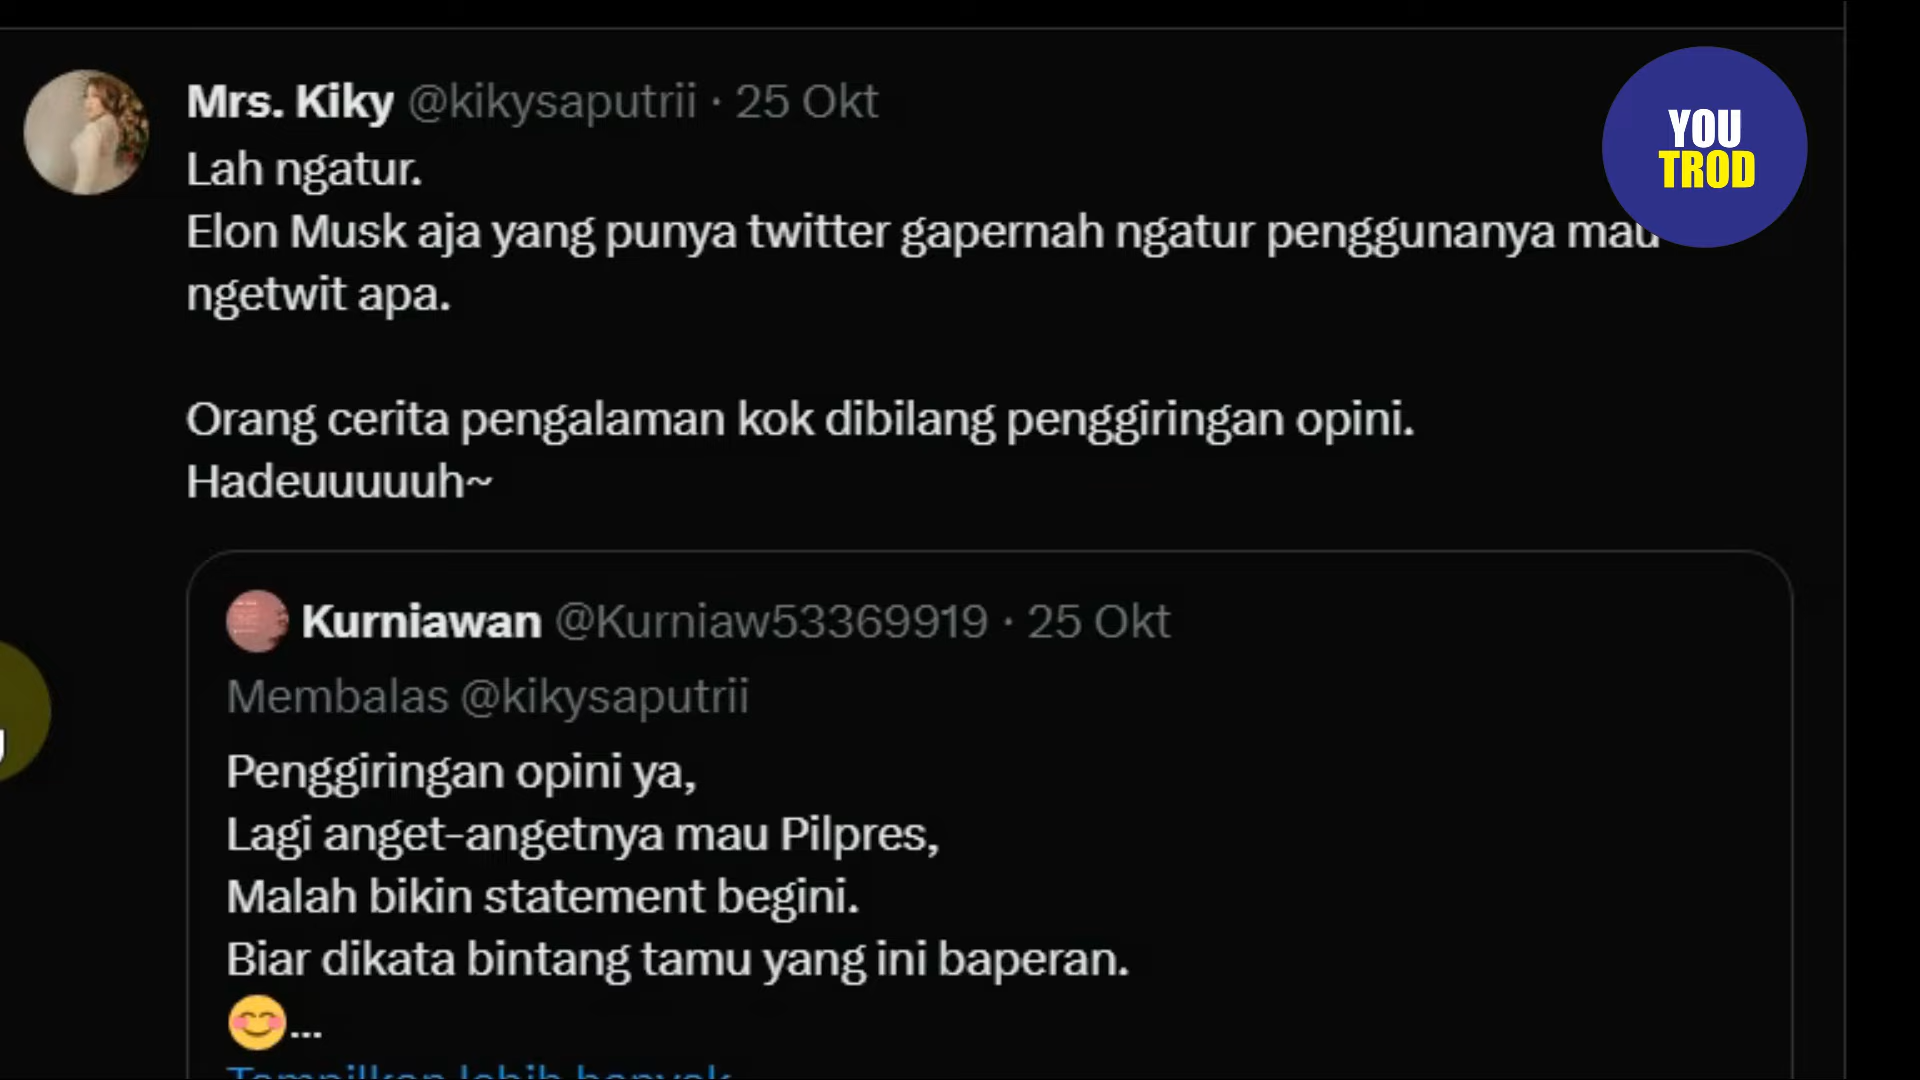 Mrs. Kiky @kikysaputrii · 25 Okt
YOU
TROD
Lah ngatur.
Elon Musk aja yang punya twitter gapernah ngatur penggunanya mau
ngetwit apa.
Orang cerita pengalaman kok dibilang penggiringan opini.
Hadeuuuuuh~
Kurniawan @Kurniaw53369919 · 25 Okt
Membalas @kikysaputrii
Penggiringan opini ya,
Lagi anget-angetnya mau Pilpres,
Malah bikin statement begini.
Biar dikata bintang tamu yang ini baperan.
😊...
Tampilkan lebih banyak